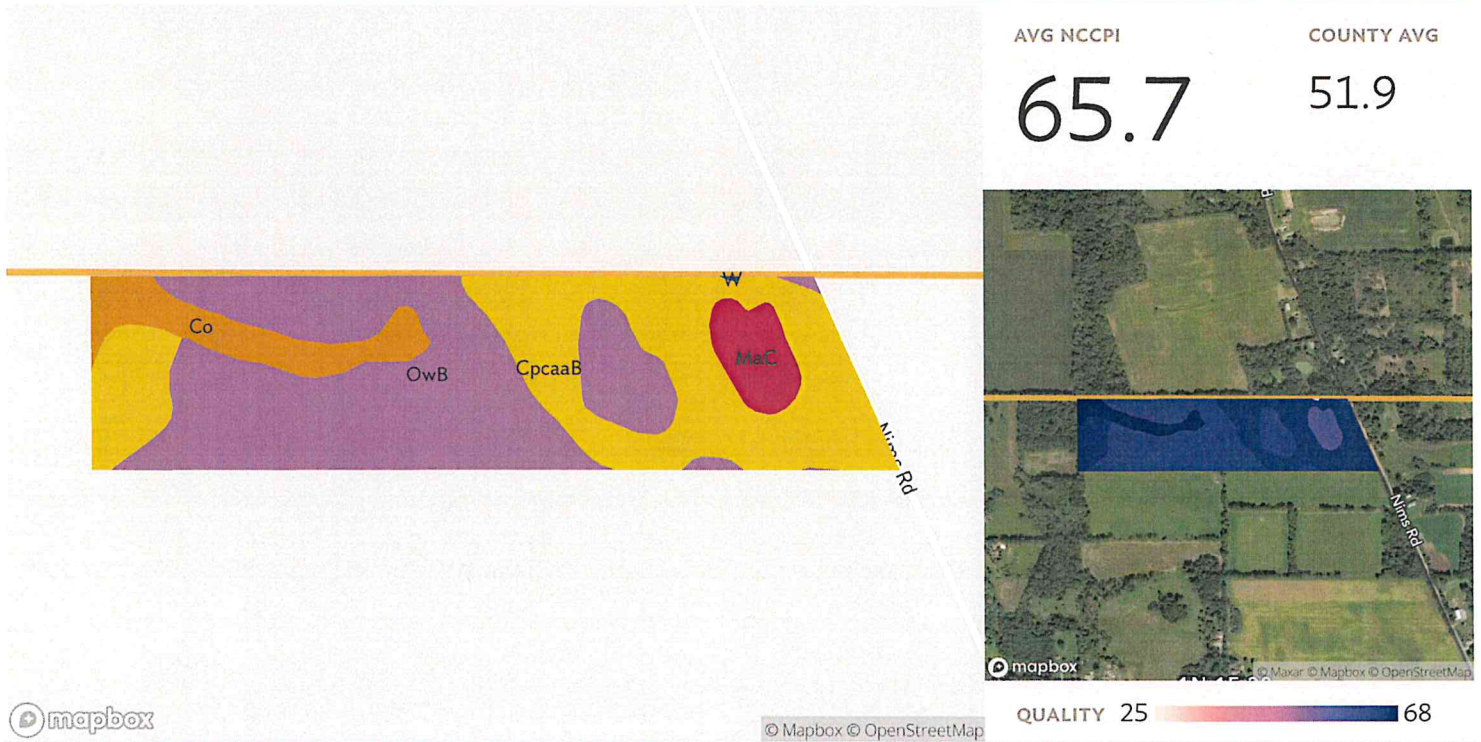 AVG NCCPI
COUNTY AVG
65.7
51.9
W
Co
MaC
CpcaaB
OwB
Nims Rd
Nims Rd
mapbox
© Maxar © Mapbox © OpenStreetMap
QUALITY 25 68
mapbox
© Mapbox © OpenStreetMap